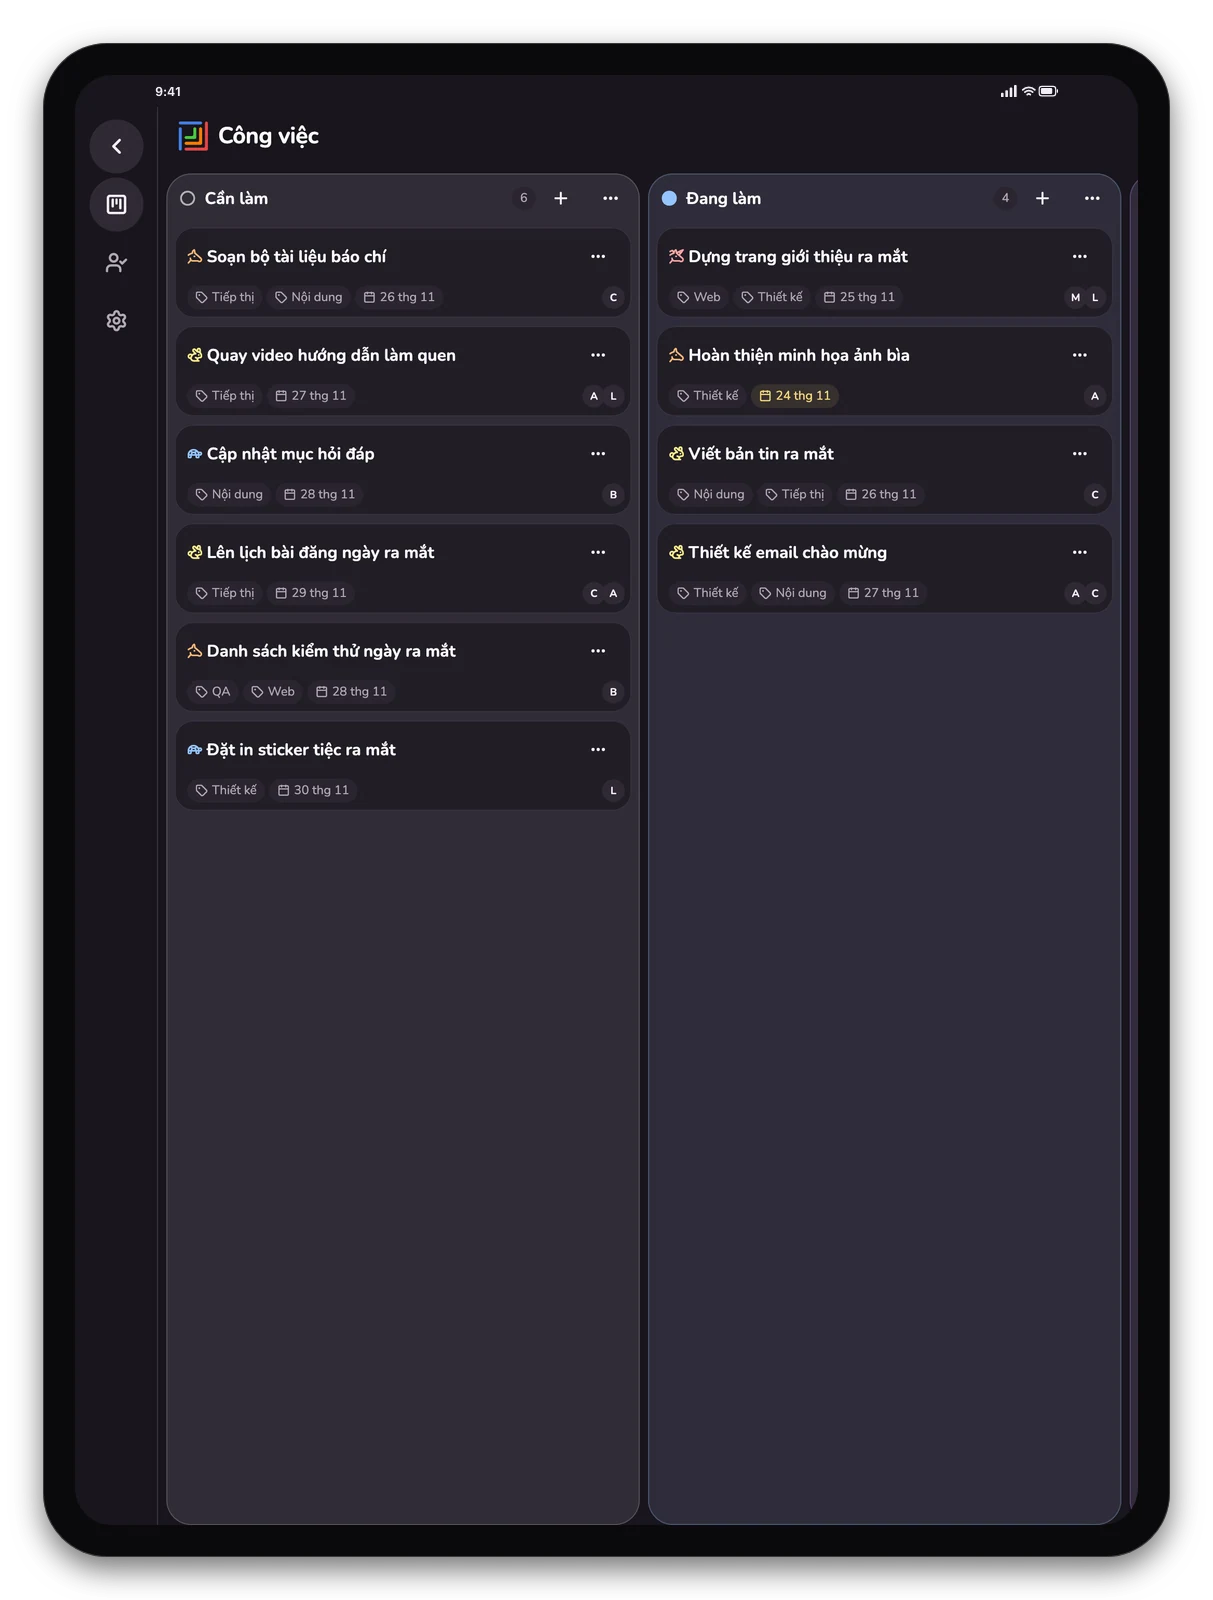 9:41
Công việc
Cần làm 6
Soạn bộ tài liệu báo chí
Tiếp thị Nội dung 26 thg 11 C
Quay video hướng dẫn làm quen
Tiếp thị 27 thg 11 A L
Cập nhật mục hỏi đáp
Nội dung 28 thg 11 B
Lên lịch bài đăng ngày ra mắt
Tiếp thị 29 thg 11 C A
Danh sách kiểm thử ngày ra mắt
QA Web 28 thg 11 B
Đặt in sticker tiệc ra mắt
Thiết kế 30 thg 11 L
Đang làm 4
Dựng trang giới thiệu ra mắt
Web Thiết kế 25 thg 11 M L
Hoàn thiện minh họa ảnh bìa
Thiết kế 24 thg 11 A
Viết bản tin ra mắt
Nội dung Tiếp thị 26 thg 11 C
Thiết kế email chào mừng
Thiết kế Nội dung 27 thg 11 A C